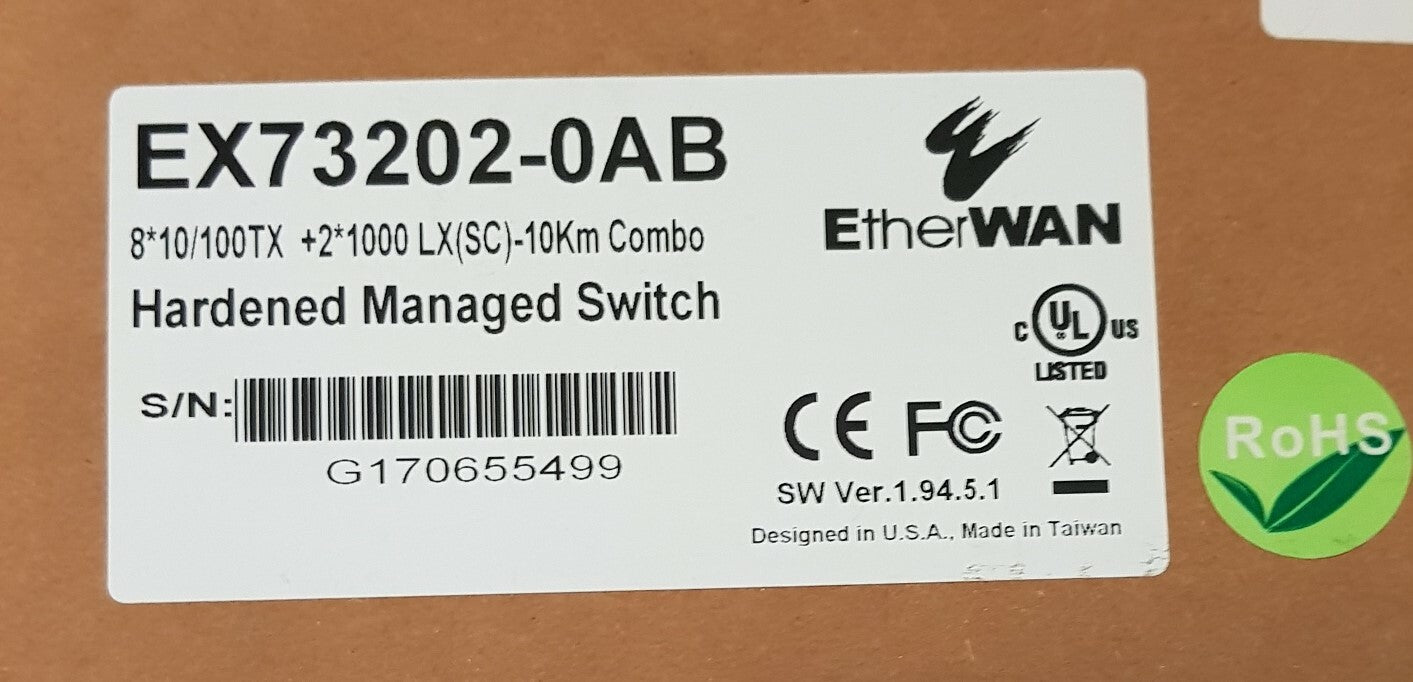 EX73202-0AB
8*10/100TX +2*1000 LX(SC)-10Km Combo
Hardened Managed Switch
S/N:
G170655499
EtherWAN
C UL US
LISTED
CE FC
SW Ver.1.94.5.1
Designed in U.S.A., Made in Taiwan
RoHS